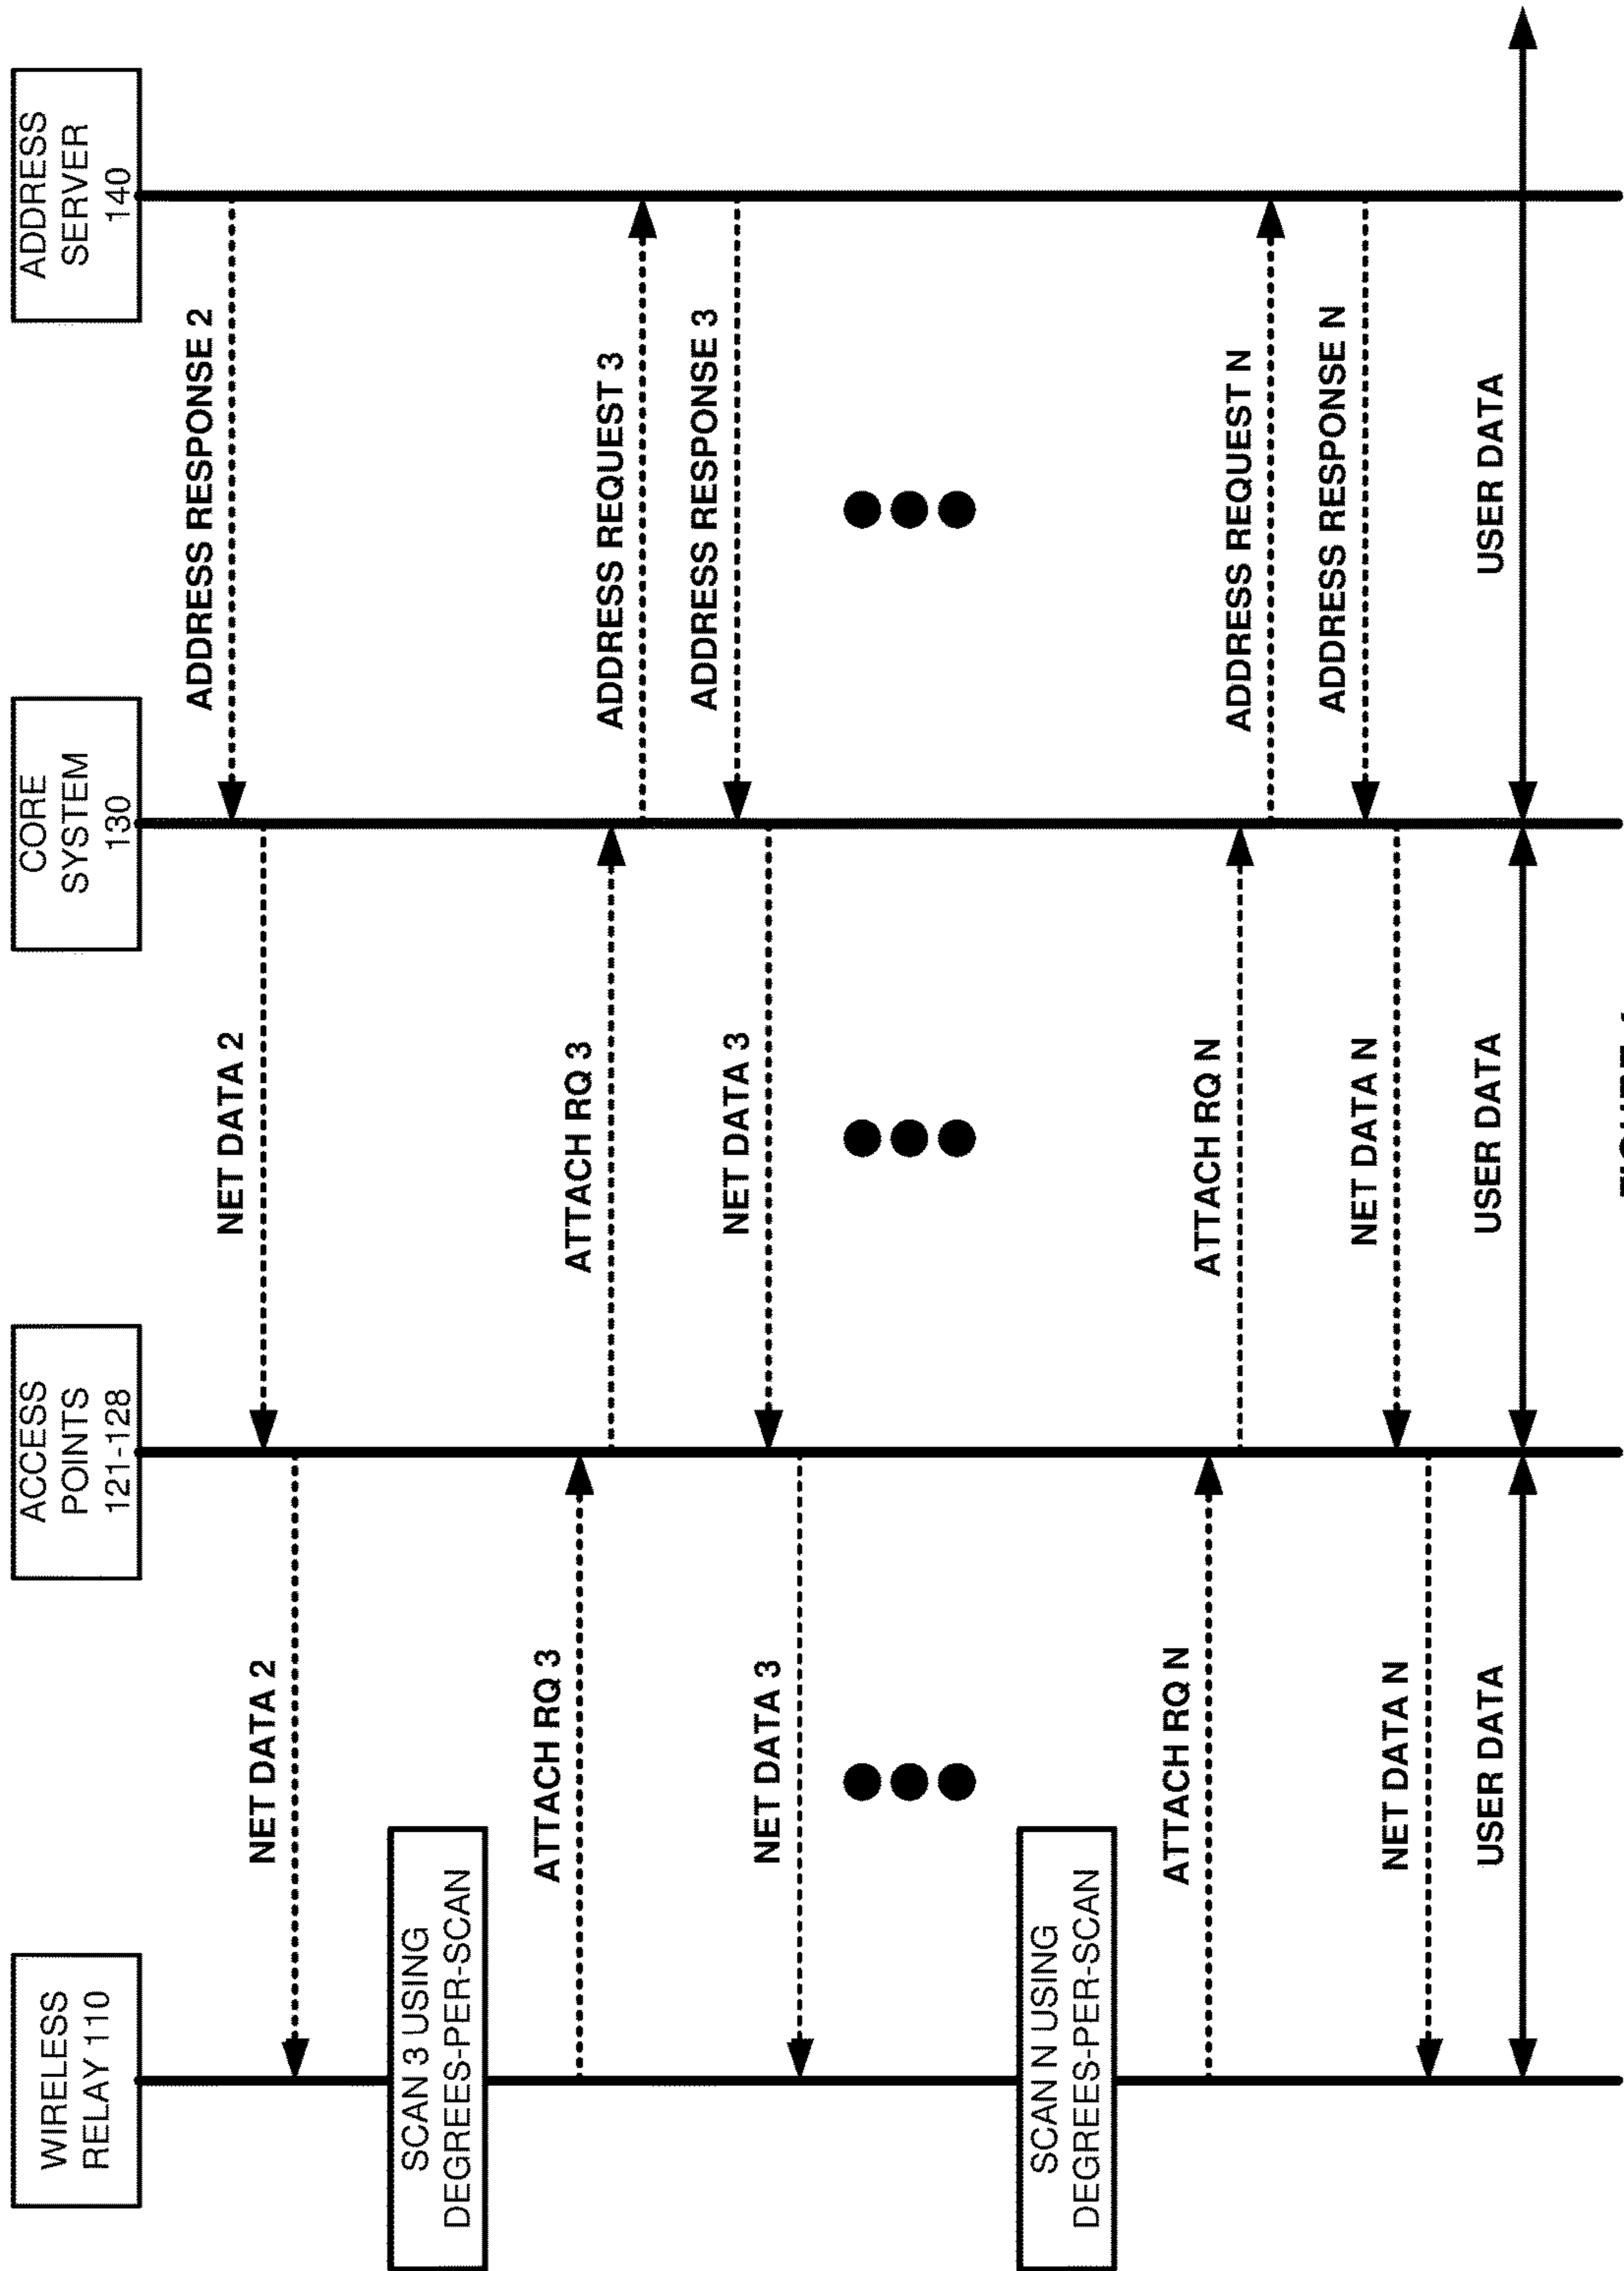 WIRELESS
RELAY 110
ACCESS
POINTS
121-128
CORE
SYSTEM
130
ADDRESS
SERVER
140
ADDRESS RESPONSE 2
NET DATA 2
NET DATA 2
SCAN 3 USING
DEGREES-PER-SCAN
ATTACH RQ 3
ATTACH RQ 3
ADDRESS REQUEST 3
ADDRESS RESPONSE 3
NET DATA 3
NET DATA 3
SCAN N USING
DEGREES-PER-SCAN
ATTACH RQ N
ATTACH RQ N
ADDRESS REQUEST N
ADDRESS RESPONSE N
NET DATA N
NET DATA N
USER DATA
USER DATA
USER DATA